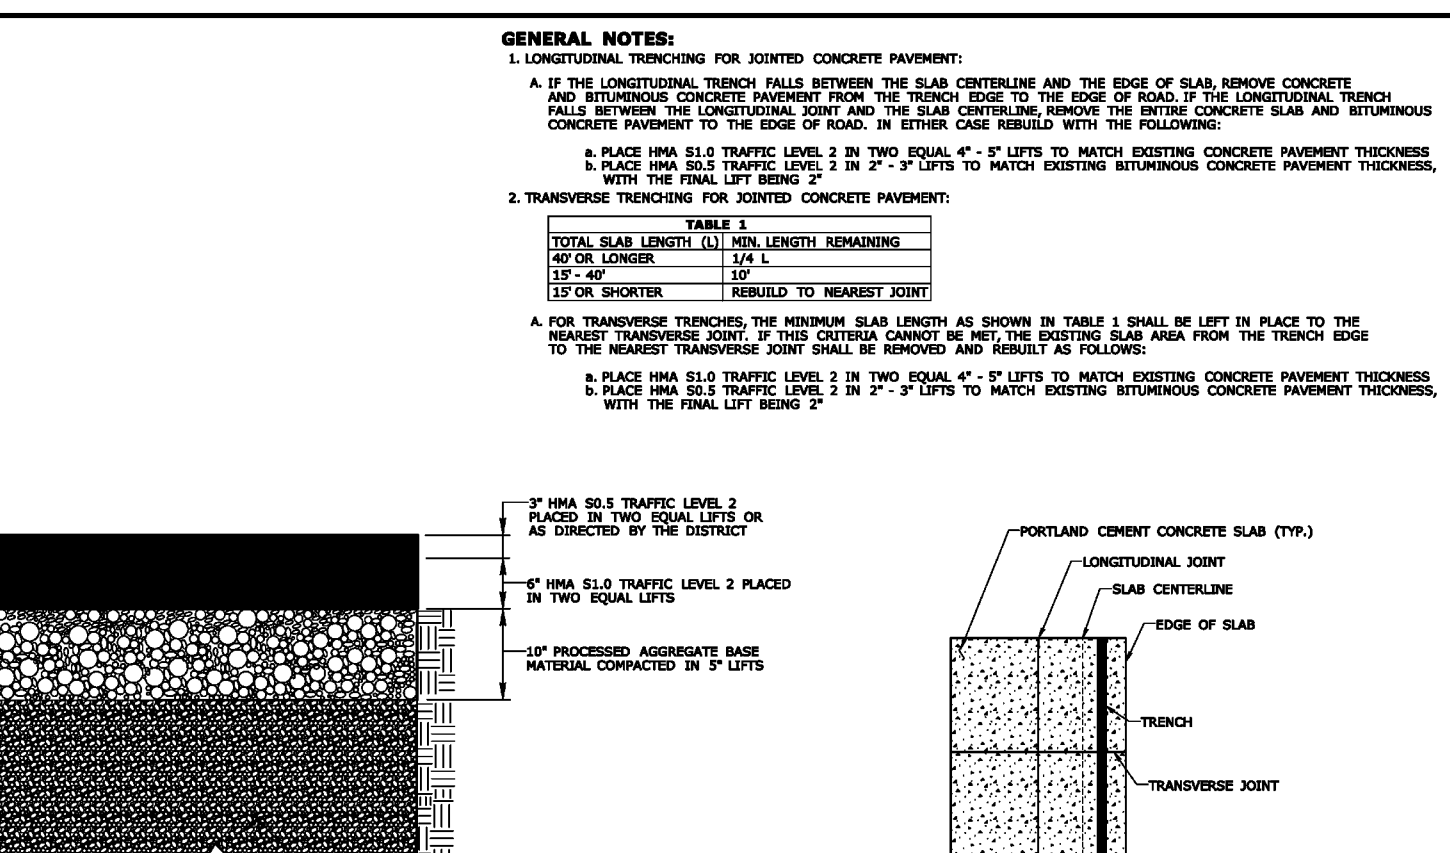 GENERAL NOTES:
1. LONGITUDINAL TRENCHING FOR JOINTED CONCRETE PAVEMENT:
A. IF THE LONGITUDINAL TRENCH FALLS BETWEEN THE SLAB CENTERLINE AND THE EDGE OF SLAB, REMOVE CONCRETE
AND BITUMINOUS CONCRETE PAVEMENT FROM THE TRENCH EDGE TO THE EDGE OF ROAD. IF THE LONGITUDINAL TRENCH
FALLS BETWEEN THE LONGITUDINAL JOINT AND THE SLAB CENTERLINE, REMOVE THE ENTIRE CONCRETE SLAB AND BITUMINOUS
CONCRETE PAVEMENT TO THE EDGE OF ROAD. IN EITHER CASE REBUILD WITH THE FOLLOWING:
a. PLACE HMA S1.0 TRAFFIC LEVEL 2 IN TWO EQUAL 4" - 5" LIFTS TO MATCH EXISTING CONCRETE PAVEMENT THICKNESS
b. PLACE HMA S0.5 TRAFFIC LEVEL 2 IN 2" - 3" LIFTS TO MATCH EXISTING BITUMINOUS CONCRETE PAVEMENT THICKNESS,
WITH THE FINAL LIFT BEING 2"
2. TRANSVERSE TRENCHING FOR JOINTED CONCRETE PAVEMENT:
TABLE 1
TOTAL SLAB LENGTH (L) MIN. LENGTH REMAINING
40' OR LONGER 1/4 L
15' - 40' 10'
15' OR SHORTER REBUILD TO NEAREST JOINT
A. FOR TRANSVERSE TRENCHES, THE MINIMUM SLAB LENGTH AS SHOWN IN TABLE 1 SHALL BE LEFT IN PLACE TO THE
NEAREST TRANSVERSE JOINT. IF THIS CRITERIA CANNOT BE MET, THE EXISTING SLAB AREA FROM THE TRENCH EDGE
TO THE NEAREST TRANSVERSE JOINT SHALL BE REMOVED AND REBUILT AS FOLLOWS:
a. PLACE HMA S1.0 TRAFFIC LEVEL 2 IN TWO EQUAL 4" - 5" LIFTS TO MATCH EXISTING CONCRETE PAVEMENT THICKNESS
b. PLACE HMA S0.5 TRAFFIC LEVEL 2 IN 2" - 3" LIFTS TO MATCH EXISTING BITUMINOUS CONCRETE PAVEMENT THICKNESS,
WITH THE FINAL LIFT BEING 2"
3" HMA S0.5 TRAFFIC LEVEL 2
PLACED IN TWO EQUAL LIFTS OR
AS DIRECTED BY THE DISTRICT
6" HMA S1.0 TRAFFIC LEVEL 2 PLACED
IN TWO EQUAL LIFTS
10" PROCESSED AGGREGATE BASE
MATERIAL COMPACTED IN 5" LIFTS
PORTLAND CEMENT CONCRETE SLAB (TYP.)
LONGITUDINAL JOINT
SLAB CENTERLINE
EDGE OF SLAB
TRENCH
TRANSVERSE JOINT